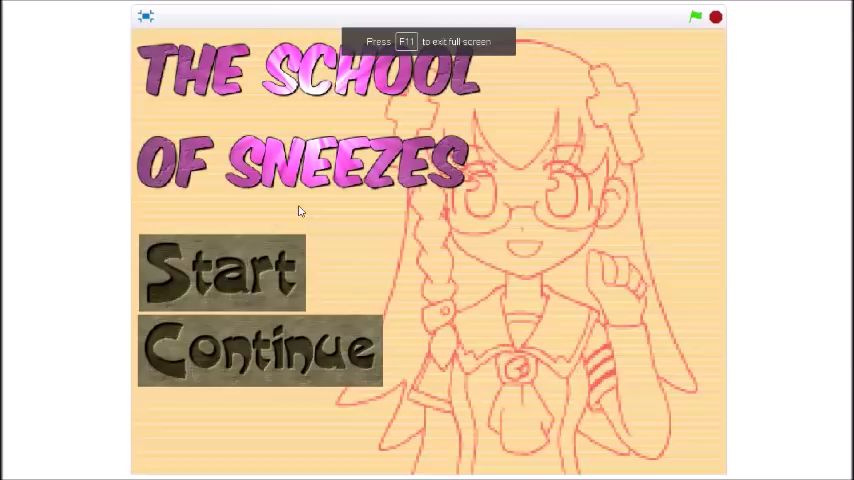 Press F11 to exit full screen
THE SCHOOL
OF SNEEZES
Start
Continue